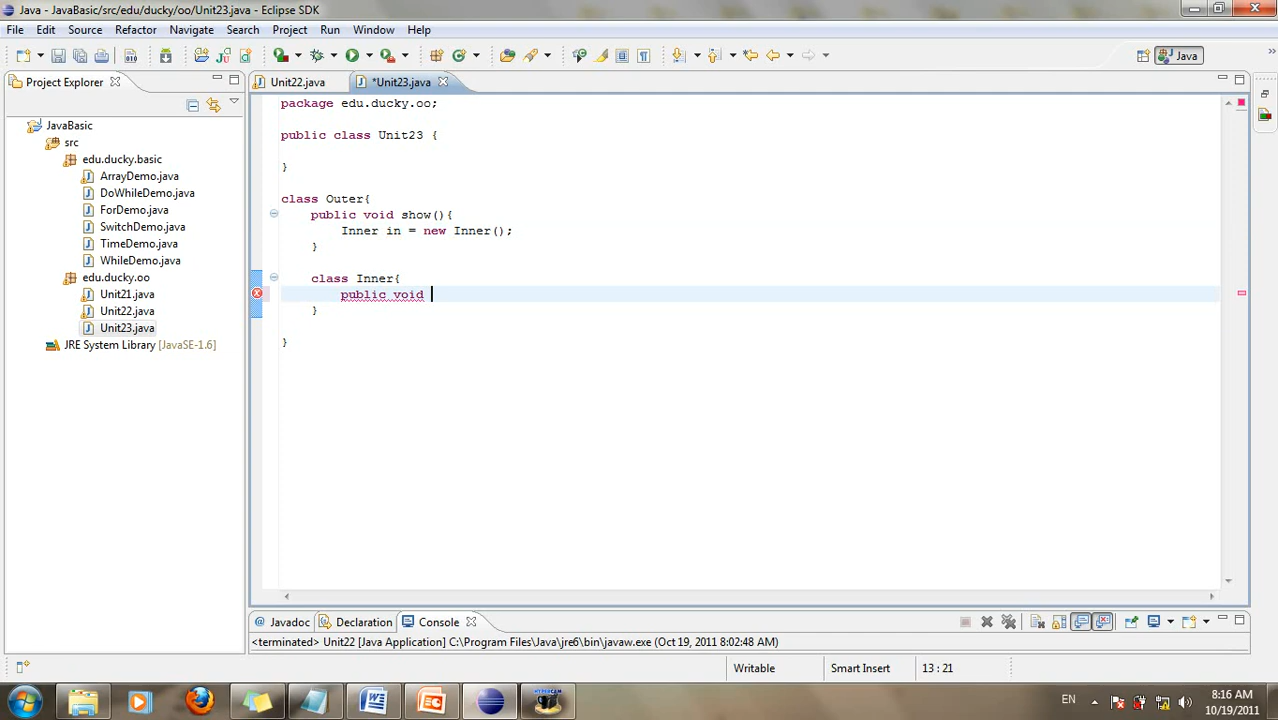 Java - JavaBasic/src/edu/ducky/oo/Unit23.java - Eclipse SDK
File Edit Source Refactor Navigate Search Project Run Window Help
Java
Project Explorer
Unit22.java
*Unit23.java
JavaBasic
src
edu.ducky.basic
ArrayDemo.java
DoWhileDemo.java
ForDemo.java
SwitchDemo.java
TimeDemo.java
WhileDemo.java
edu.ducky.oo
Unit21.java
Unit22.java
Unit23.java
JRE System Library [JavaSE-1.6]
package edu.ducky.oo;
public class Unit23 {
}
class Outer{
public void show(){
Inner in = new Inner();
}
class Inner{
public void
}
}
@ Javadoc Declaration Console
<terminated> Unit22 [Java Application] C:\Program Files\Java\jre6\bin\javaw.exe (Oct 19, 2011 8:02:48 AM)
Writable Smart Insert 13 : 21
EN
8:16 AM
10/19/2011